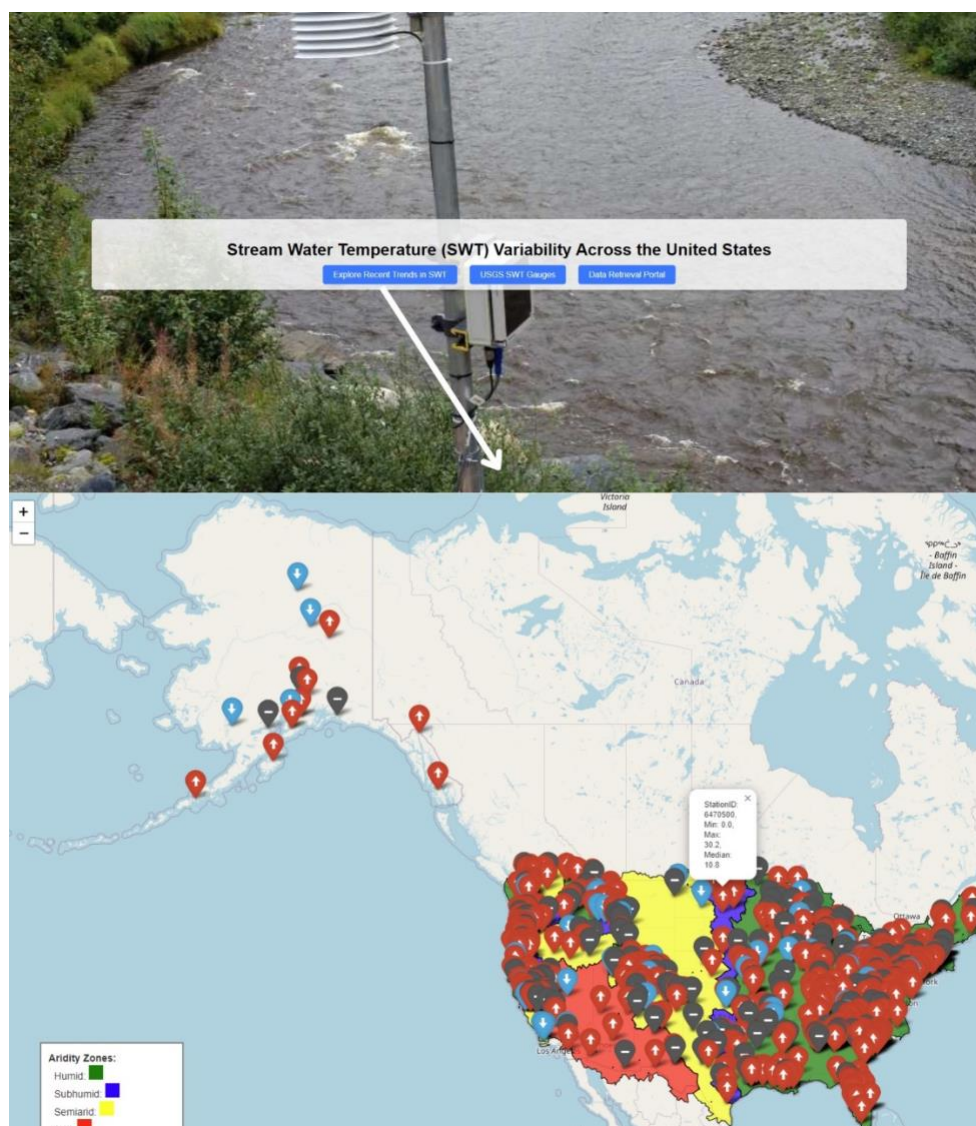 Stream Water Temperature (SWT) Variability Across the United States
Explore Recent Trends in SWT
USGS SWT Gauges
Data Retrieval Portal
+
−
Victoria
Island
- Baffin
Island -
Île de Baffin
Canada
×
StationID:
6470500,
Min: 0.0,
Max:
30.2,
Median:
10.8
Ottawa
Los Angeles
Aridity Zones:
Humid:
Subhumid:
Semiarid: